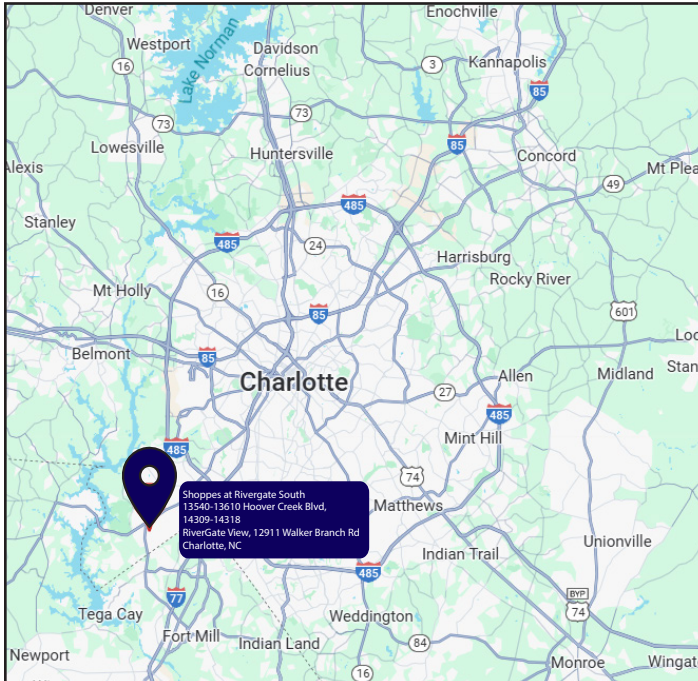 Denver
Enochville
Westport
16
Davidson
Cornelius
Lake Norman
3
Kannapolis
85
73
73
Lowesville
Huntersville
85
Concord
Mt Plea
Alexis
49
485
Stanley
485
24
Harrisburg
Rocky River
Mt Holly
16
85
601
Belmont
85
Loc
Stan
Charlotte
Allen
Midland
27
485
Mint Hill
485
74
Matthews
Shoppes at Rivergate South
13540-13610 Hoover Creek Blvd,
14309-14318
RiverGate View, 12911 Walker Branch Rd
Charlotte, NC
Indian Trail
Unionville
485
77
BYP
74
Tega Cay
Weddington
Fort Mill
Indian Land
84
Newport
16
Monroe
Wingat